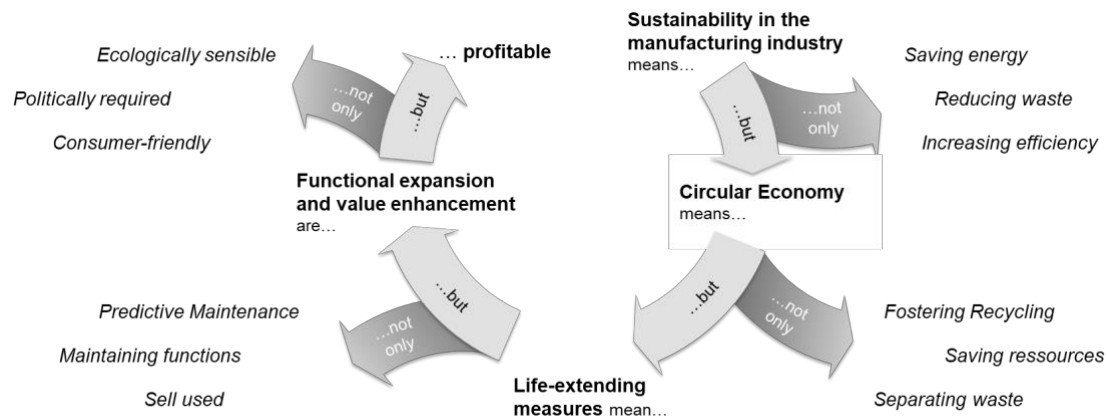 Sustainability in the
manufacturing industry
means…
…not
only
Saving energy
Reducing waste
Increasing efficiency
…but
Circular Economy
means…
…not
only
Fostering Recycling
Saving ressources
Separating waste
…but
Life-extending
measures mean…
…not
only
Predictive Maintenance
Maintaining functions
Sell used
…but
Functional expansion
and value enhancement
are…
…not
only
Ecologically sensible
Politically required
Consumer-friendly
…but
… profitable